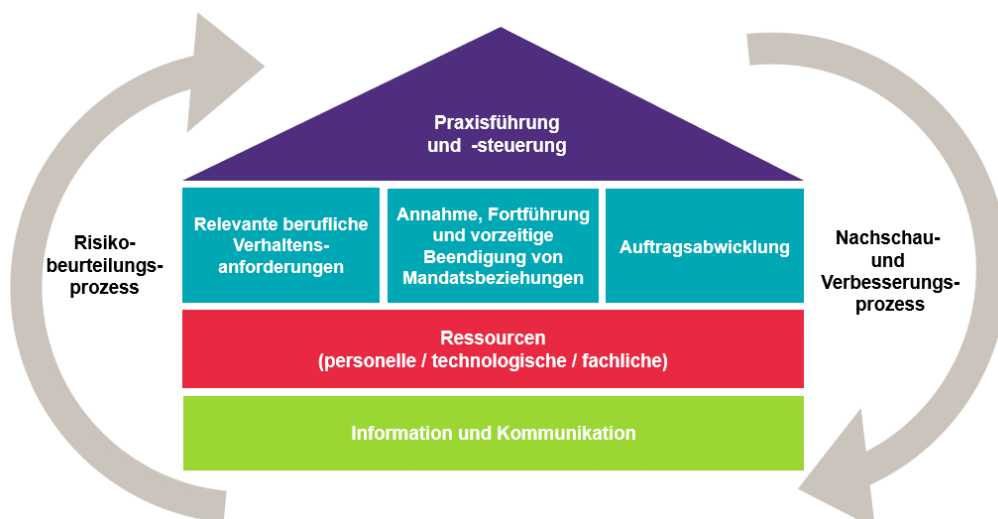 Praxisführung
und -steuerung
Relevante berufliche
Verhaltens-
anforderungen
Annahme, Fortführung
und vorzeitige
Beendigung von
Mandatsbeziehungen
Auftragsabwicklung
Risiko-
beurteilungs-
prozess
Nachschau-
und
Verbesserungs-
prozess
Ressourcen
(personelle / technologische / fachliche)
Information und Kommunikation